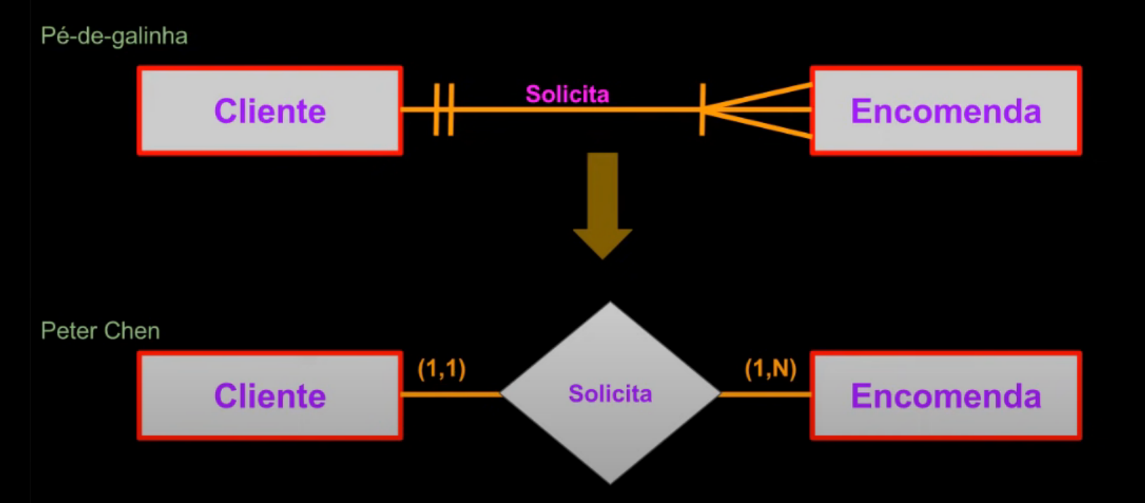 Pé-de-galinha
Cliente
Solicita
Encomenda
Peter Chen
Cliente
(1,1)
Solicita
(1,N)
Encomenda